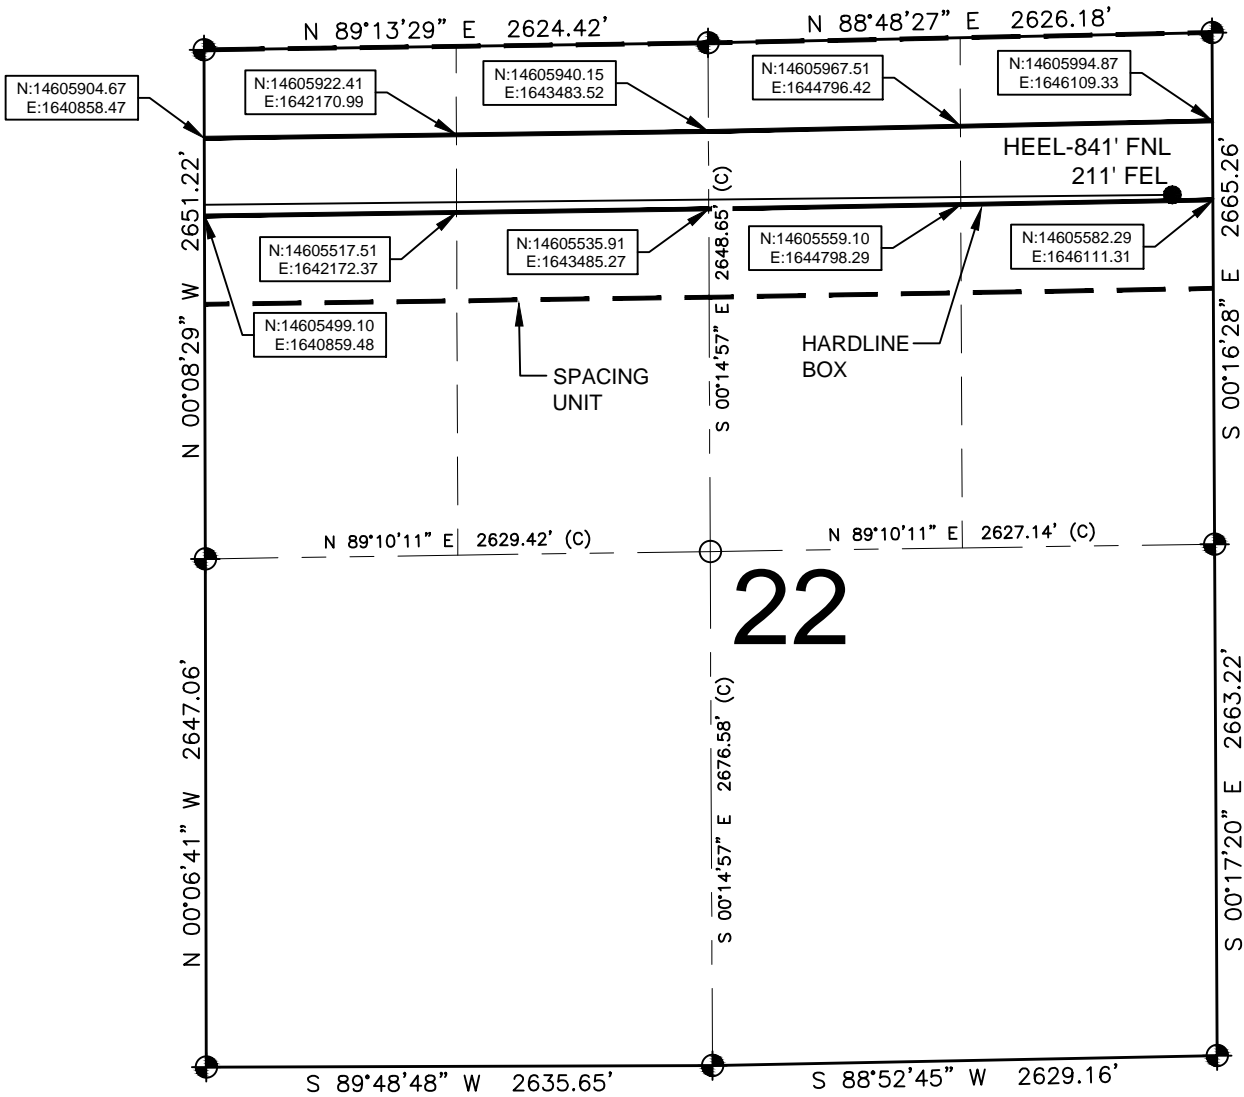 N 89°13'29" E 2624.42'
N 88°48'27" E 2626.18'
N:14605904.67
E:1640858.47
N:14605922.41
E:1642170.99
N:14605940.15
E:1643483.52
N:14605967.51
E:1644796.42
N:14605994.87
E:1646109.33
HEEL-841' FNL
211' FEL
N 00°08'29" W 2651.22'
S 00°14'57" E 2648.65' (C)
S 00°16'28" E 2665.26'
N:14605517.51
E:1642172.37
N:14605535.91
E:1643485.27
N:14605559.10
E:1644798.29
N:14605582.29
E:1646111.31
N:14605499.10
E:1640859.48
SPACING
UNIT
HARDLINE
BOX
N 89°10'11" E 2629.42' (C)
N 89°10'11" E 2627.14' (C)
22
N 00°06'41" W 2647.06'
S 00°14'57" E 2676.58' (C)
S 00°17'20" E 2663.22'
S 89°48'48" W 2635.65'
S 88°52'45" W 2629.16'